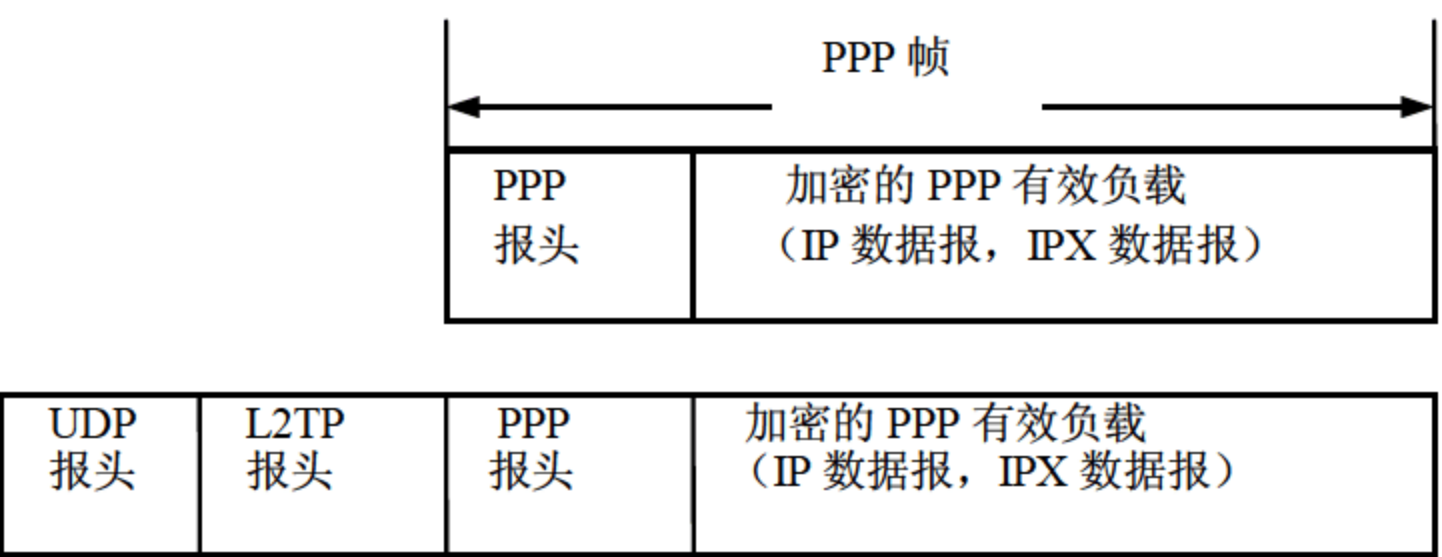 PPP 帧
PPP
报头
加密的 PPP 有效负载
（IP 数据报，IPX 数据报）
UDP
报头
L2TP
报头
PPP
报头
加密的 PPP 有效负载
（IP 数据报，IPX 数据报）